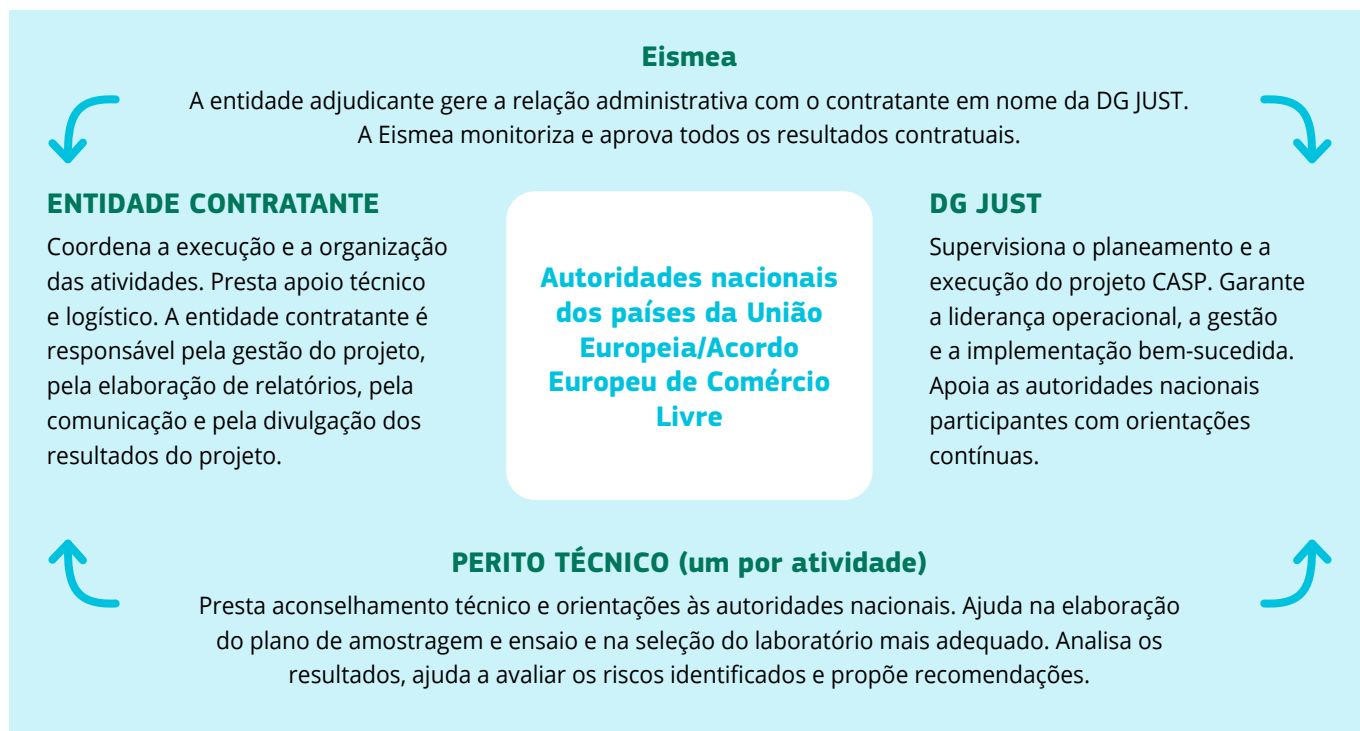 Eismea
A entidade adjudicante gere a relação administrativa com o contratante em nome da DG JUST.
A Eismea monitoriza e aprova todos os resultados contratuais.
ENTIDADE CONTRATANTE
Coordena a execução e a organização
das atividades. Presta apoio técnico
e logístico. A entidade contratante é
responsável pela gestão do projeto,
pela elaboração de relatórios, pela
comunicação e pela divulgação dos
resultados do projeto.
Autoridades nacionais
dos países da União
Europeia/Acordo
Europeu de Comércio
Livre
DG JUST
Supervisiona o planeamento e a
execução do projeto CASP. Garante
a liderança operacional, a gestão
e a implementação bem-sucedida.
Apoia as autoridades nacionais
participantes com orientações
contínuas.
PERITO TÉCNICO (um por atividade)
Presta aconselhamento técnico e orientações às autoridades nacionais. Ajuda na elaboração
do plano de amostragem e ensaio e na seleção do laboratório mais adequado. Analisa os
resultados, ajuda a avaliar os riscos identificados e propõe recomendações.